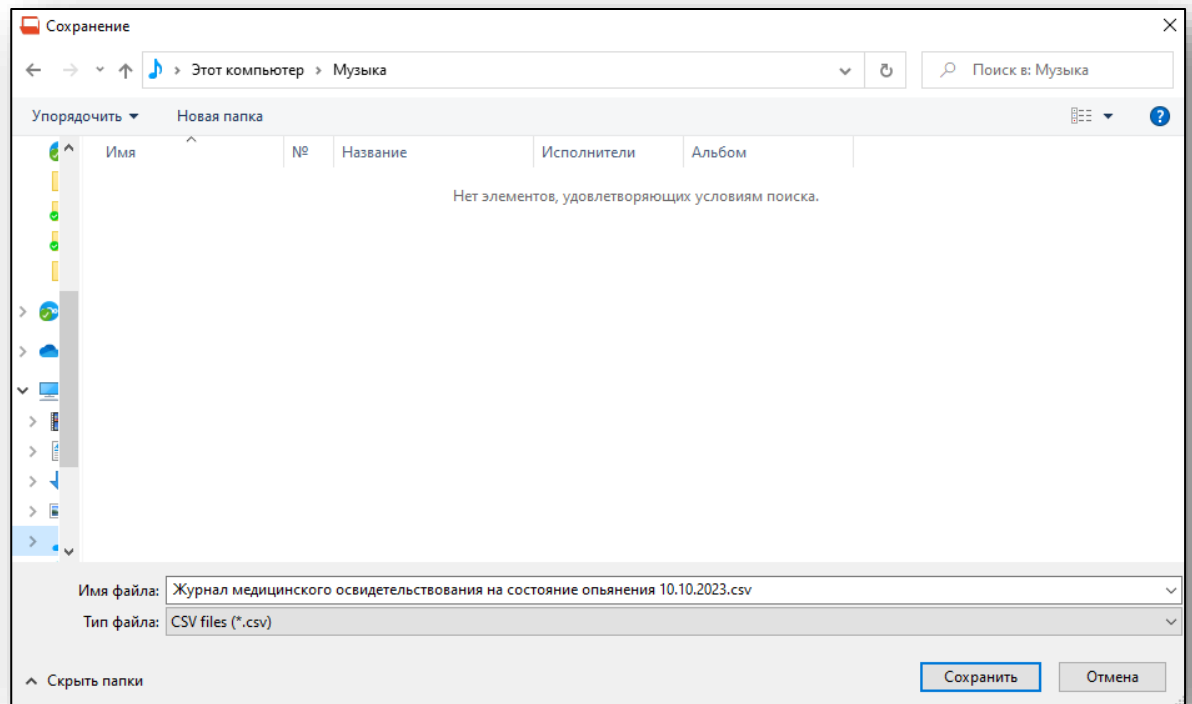 Сохранение
Этот компьютер > Музыка
Поиск в: Музыка
Упорядочить
Новая папка
?
Имя № Название Исполнители Альбом
Нет элементов, удовлетворяющих условиям поиска.
Имя файла: Журнал медицинского освидетельствования на состояние опьянения 10.10.2023.csv
Тип файла: CSV files (*.csv)
Скрыть папки
Сохранить
Отмена